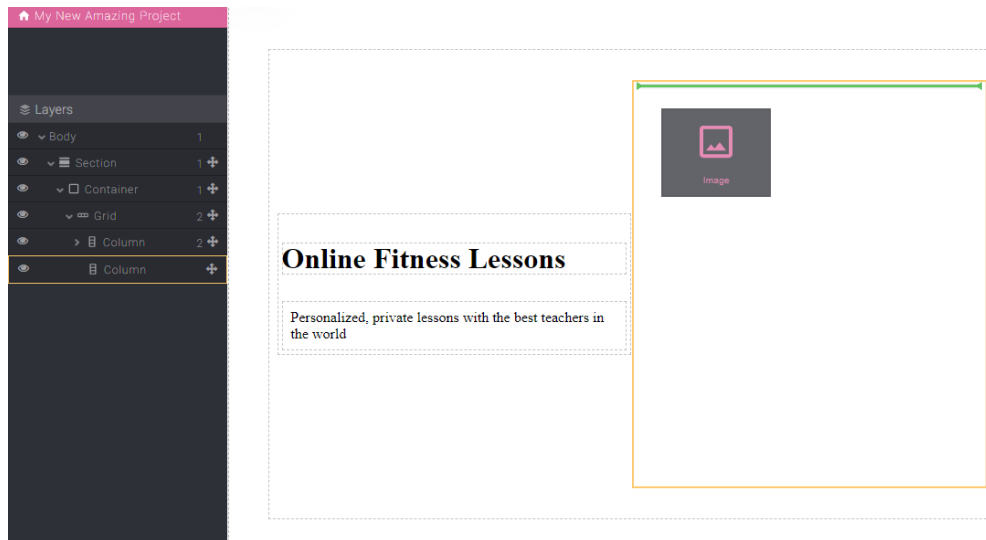 My New Amazing Project
Layers
Body 1
Section 1
Container 1
Grid 2
Column 2
Column
Image
Online Fitness Lessons
Personalized, private lessons with the best teachers in
the world